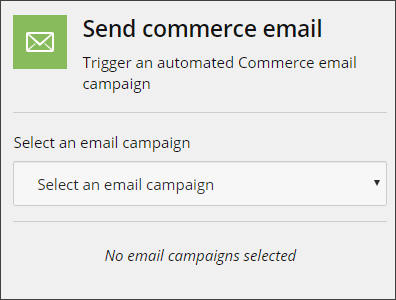 Send commerce email
Trigger an automated Commerce email
campaign
Select an email campaign
Select an email campaign
No email campaigns selected